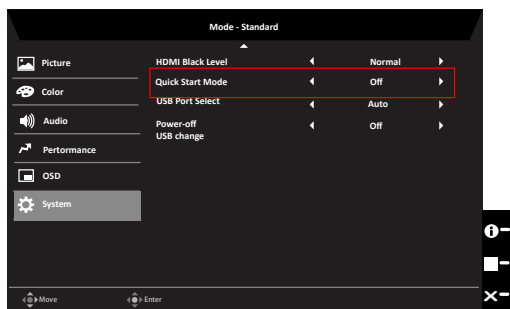 Mode - Standard
Picture
Color
Audio
Pertormance
OSD
System
HDMI Black Level Normal
Quick Start Mode Off
USB Port Select Auto
Power-off Off
USB change
Move Enter